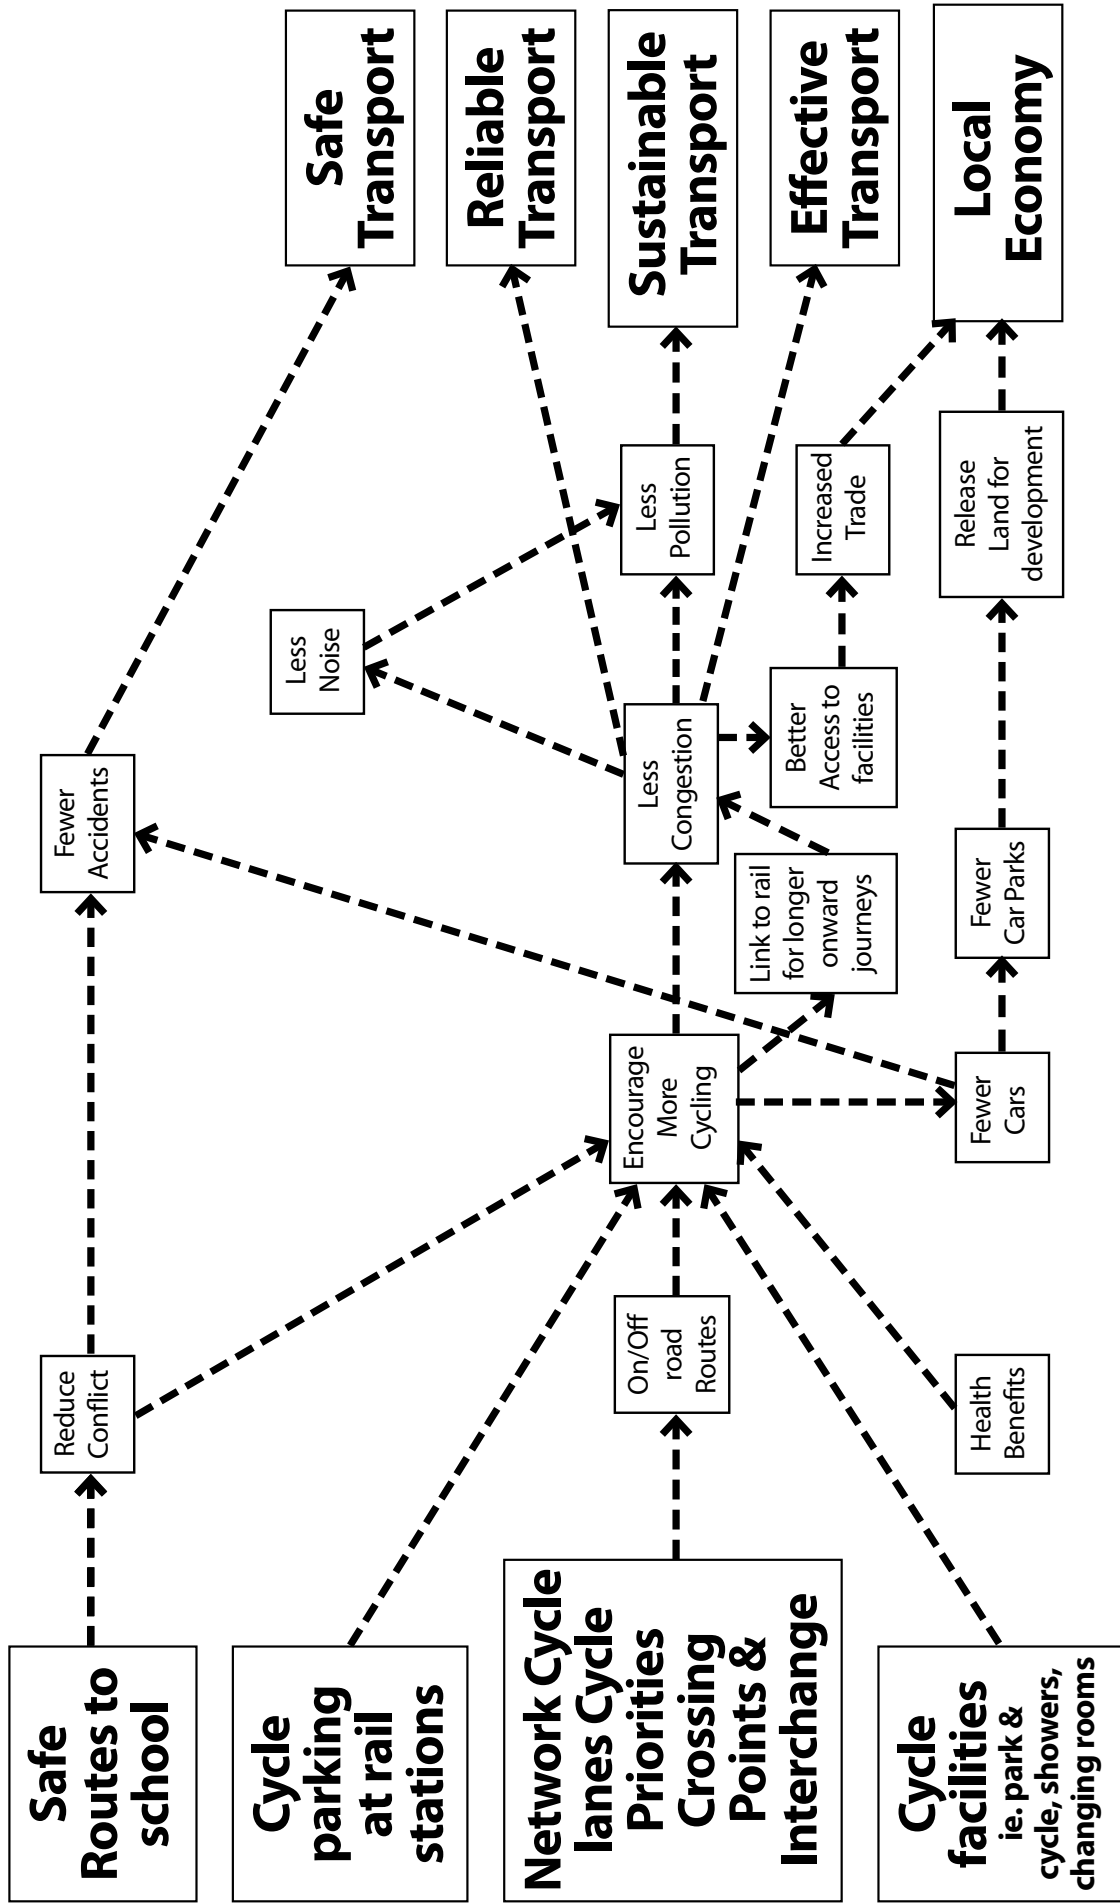 Safe
Routes to
school
Cycle
parking
at rail
stations
Network Cycle
lanes Cycle
Priorities
Crossing
Points &
Interchange
Cycle
facilities
ie. park &
cycle, showers,
changing rooms
Reduce
Conflict
On/Off
road
Routes
Health
Benefits
Encourage
More
Cycling
Fewer
Cars
Fewer
Accidents
Link to rail
for longer
onward
journeys
Fewer
Car Parks
Less
Noise
Less
Congestion
Better
Access to
facilities
Less
Pollution
Increased
Trade
Release
Land for
development
Safe
Transport
Reliable
Transport
Sustainable
Transport
Effective
Transport
Local
Economy